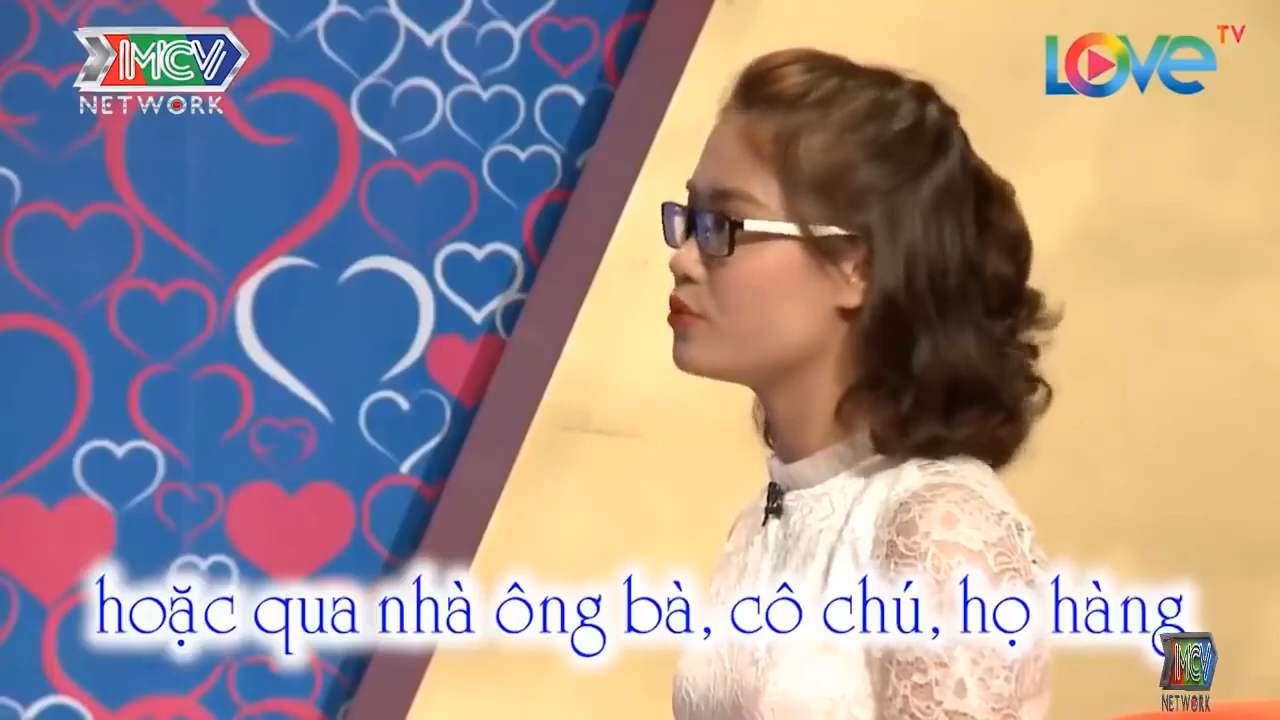 MCV
NETWORK
LOVE TV
hoặc qua nhà ông bà, cô chú, họ hàng
MCV
NETWORK